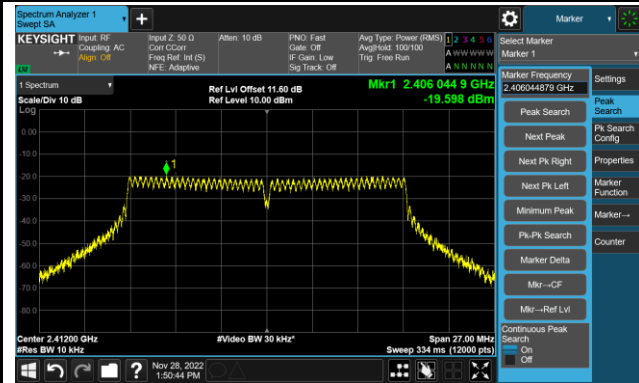 Spectrum Analyzer 1
Swept SA
Marker
KEYSIGHT
Input: RF
Coupling: AC
Align: Off
Input Z: 50 Ω
Corr CCorr
Freq Ref: Int (S)
NFE: Adaptive
Atten: 10 dB
PNO: Fast
Gate: Off
IF Gain: Low
Sig Track: Off
Avg Type: Power (RMS)
Avg|Hold: 100/100
Trig: Free Run
1 2 3 4 5 6
A W W W W W
A N N N N N
Select Marker
Marker 1
1 Spectrum
Scale/Div 10 dB
Log
Ref Lvl Offset 11.60 dB
Ref Level 10.00 dBm
Mkr1 2.406 044 9 GHz
-19.598 dBm
0.00
-10.0
-20.0
-30.0
-40.0
-50.0
-60.0
-70.0
-80.0
1
Center 2.41200 GHz
#Res BW 10 kHz
#Video BW 30 kHz*
Span 27.00 MHz
Sweep 334 ms (12000 pts)
Marker Frequency
2.406044879 GHz
Peak Search
Next Peak
Next Pk Right
Next Pk Left
Minimum Peak
Pk-Pk Search
Marker Delta
Mkr→CF
Mkr→Ref Lvl
Continuous Peak
Search
On
Off
Settings
Peak
Search
Pk Search
Config
Properties
Marker
Function
Marker→
Counter
Nov 28, 2022
1:50:44 PM